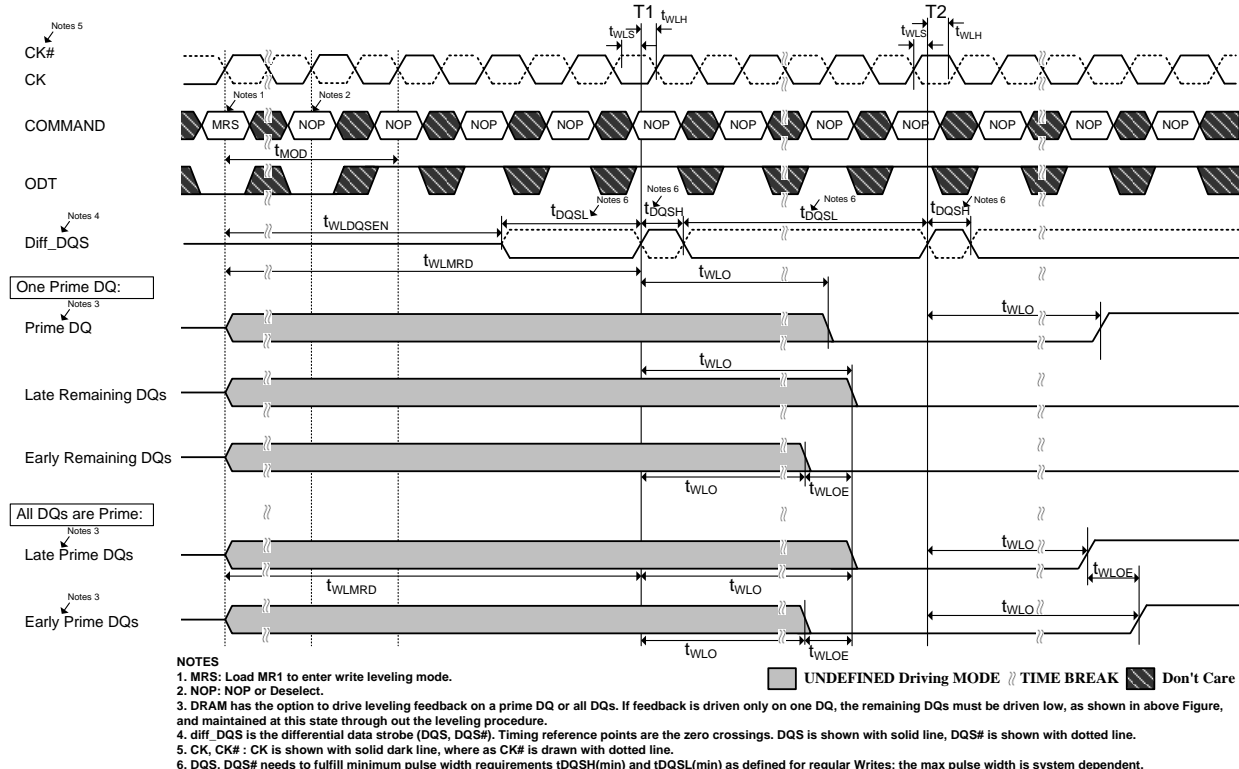 T1 T2
Notes 5
tWLS tWLH tWLS tWLH
CK#
CK
Notes 1 Notes 2
COMMAND MRS NOP NOP NOP NOP NOP NOP NOP NOP NOP NOP NOP
tMOD
ODT
Notes 4 tWLDQSEN tDQSL Notes 6 tDQSH Notes 6 tDQSL Notes 6 tDQSH Notes 6
Diff_DQS
tWLMRD tWLO
One Prime DQ:
Notes 3
Prime DQ tWLO
tWLO
Late Remaining DQs
Early Remaining DQs
tWLO tWLOE
All DQs are Prime:
Notes 3
Late Prime DQs tWLO
tWLMRD tWLO tWLOE
Notes 3
Early Prime DQs tWLO
tWLO tWLOE
NOTES
1. MRS: Load MR1 to enter write leveling mode.
UNDEFINED Driving MODE TIME BREAK Don't Care
2. NOP: NOP or Deselect.
3. DRAM has the option to drive leveling feedback on a prime DQ or all DQs. If feedback is driven only on one DQ, the remaining DQs must be driven low, as shown in above Figure,
and maintained at this state through out the leveling procedure.
4. diff_DQS is the differential data strobe (DQS, DQS#). Timing reference points are the zero crossings. DQS is shown with solid line, DQS# is shown with dotted line.
5. CK, CK# : CK is shown with solid dark line, where as CK# is drawn with dotted line.
6. DQS, DQS# needs to fulfill minimum pulse width requirements tDQSH(min) and tDQSL(min) as defined for regular Writes; the max pulse width is system dependent.